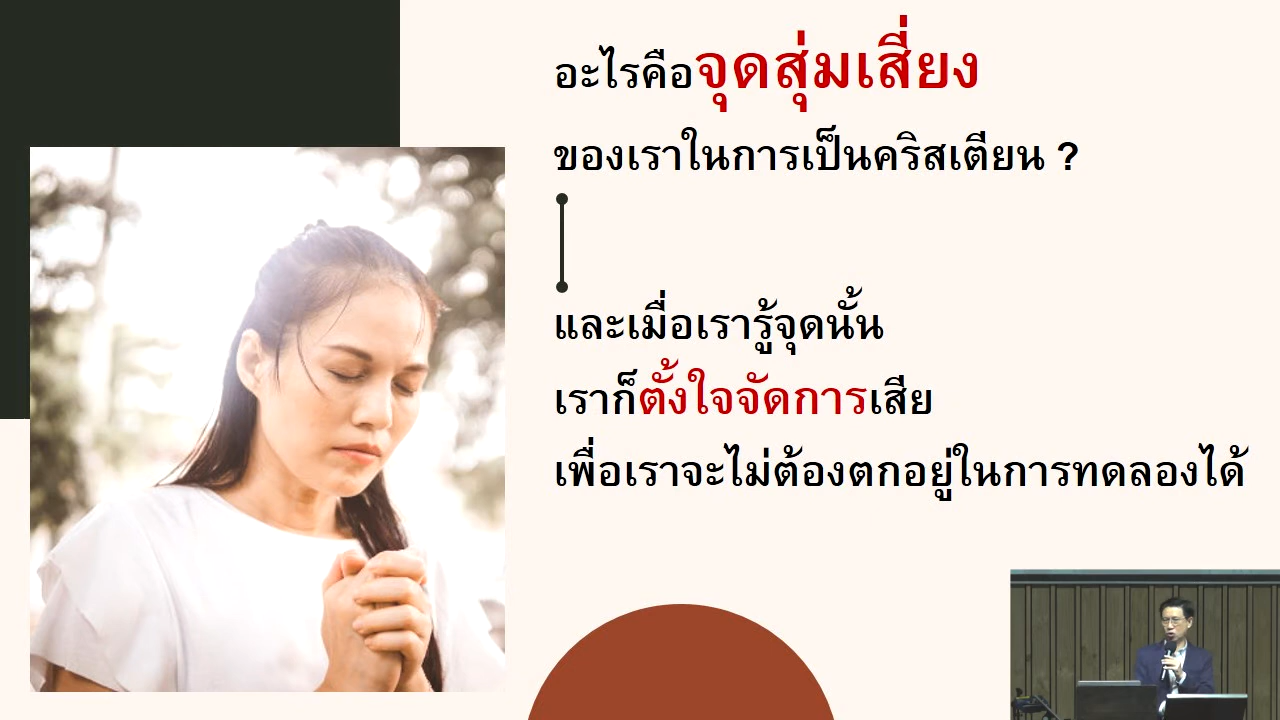 อะไรคือจุดสุ่มเสี่ยง
ของเราในการเป็นคริสเตียน ?
และเมื่อเรารู้จุดนั้น
เราก็ตั้งใจจัดการเสีย
เพื่อเราจะไม่ต้องตกอยู่ในการทดลองได้